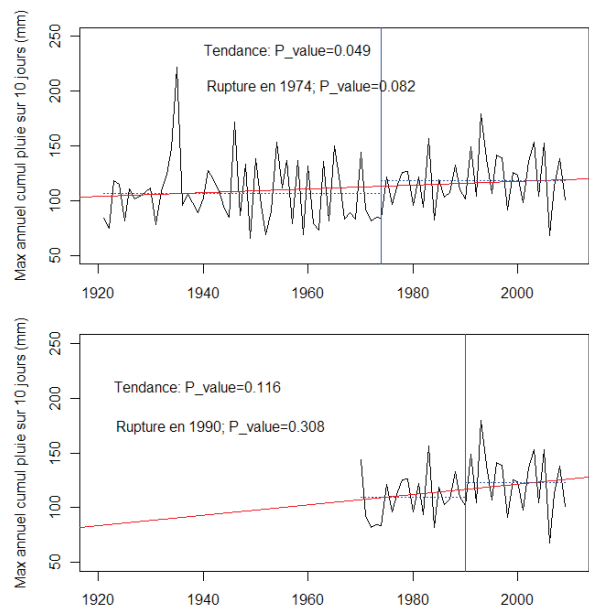 Max annuel cumul pluie sur 10 jours (mm)
250
200
150
100
50
Tendance: P_value=0.049
Rupture en 1974; P_value=0.082
1920 1940 1960 1980 2000
Max annuel cumul pluie sur 10 jours (mm)
250
200
150
100
50
Tendance: P_value=0.116
Rupture en 1990; P_value=0.308
1920 1940 1960 1980 2000